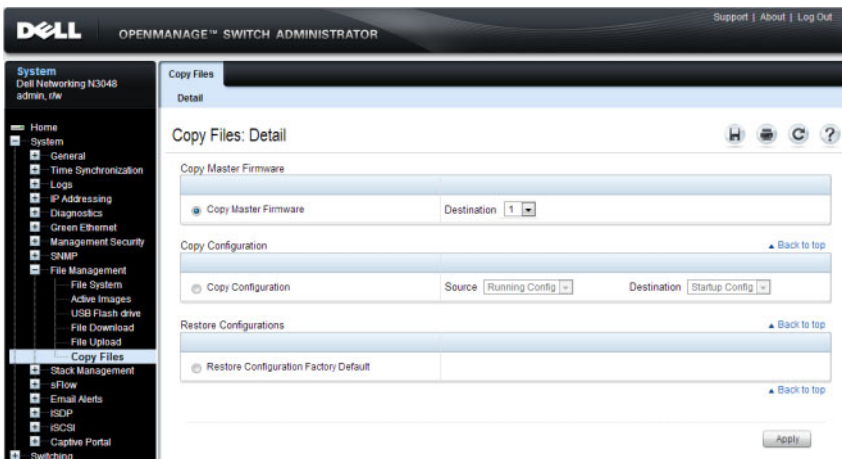 Support | About | Log Out
DELL OPENMANAGE™ SWITCH ADMINISTRATOR
System
Dell Networking N3048
admin, r/w
Home
System
General
Time Synchronization
Logs
IP Addressing
Diagnostics
Green Ethernet
Management Security
SNMP
File Management
File System
Active Images
USB Flash drive
File Download
File Upload
Copy Files
Stack Management
sFlow
Email Alerts
ISDP
iSCSI
Captive Portal
Switching
Copy Files
Detail
Copy Files: Detail
?
Copy Master Firmware
Copy Master Firmware Destination 1
Copy Configuration Back to top
Copy Configuration Source Running Config Destination Startup Config
Restore Configurations Back to top
Restore Configuration Factory Default
Back to top
Apply